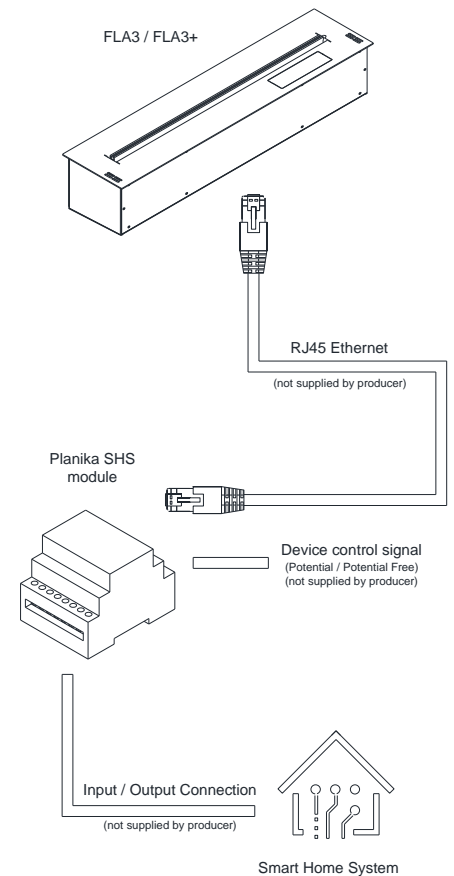 FLA3 / FLA3+
RJ45 Ethernet
(not supplied by producer)
Planika SHS
module
Device control signal
(Potential / Potential Free)
(not supplied by producer)
Input / Output Connection
(not supplied by producer)
Smart Home System